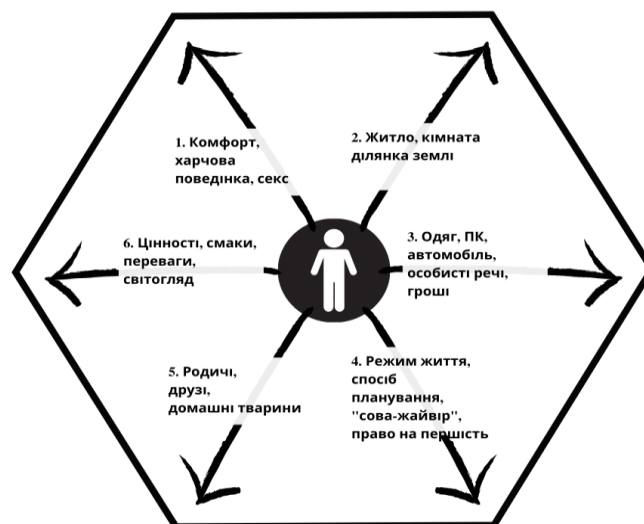 1. Комфорт,
харчова
поведінка, секс
2. Житло, кімната
ділянка землі
3. Одяг, ПК,
автомобіль,
особисті речі,
гроші
4. Режим життя,
спосіб
планування,
"сова-жайвір",
право на першість
5. Родичі,
друзі,
домашні тварини
6. Цінності, смаки,
переваги,
світогляд